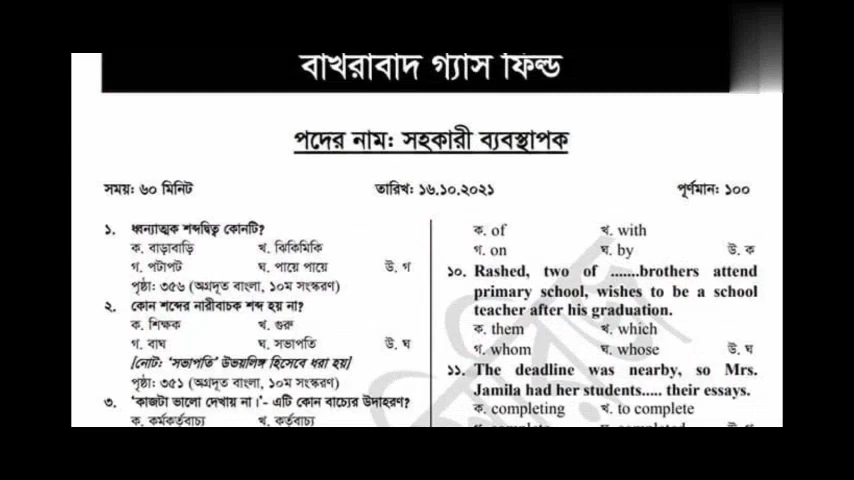 বাখরাবাদ গ্যাস ফিল্ড
পদের নাম: সহকারী ব্যবস্থাপক
সময়: ৬০ মিনিট তারিখ: ১৬.১০.২০২১ পূর্ণমান: ১০০
১. ধ্বন্যাত্মক শব্দদ্বিত্ব কোনটি?
ক. বাড়াবাড়ি খ. ঝিকিমিকি
গ. পটাপট ঘ. পায়ে পায়ে উ. গ
পৃষ্ঠা: ৩৫৬ (অগ্রদূত বাংলা, ১০ম সংস্করণ)
২. কোন শব্দের নারীবাচক শব্দ হয় না?
ক. শিক্ষক খ. গুরু
গ. বাঘ ঘ. সভাপতি উ. ঘ
[নোট: ‘সভাপতি’ উভয়লিঙ্গ হিসেবে ধরা হয়]
পৃষ্ঠা: ৩৫১ (অগ্রদূত বাংলা, ১০ম সংস্করণ)
৩. ‘কাজটা ভালো দেখায় না।’- এটি কোন বাচ্যের উদাহরণ?
ক. কর্মকর্তৃবাচ্য খ. কর্তৃবাচ্য
ক. of খ. with
গ. on ঘ. by উ. ক
১০. Rashed, two of .......brothers attend
primary school, wishes to be a school
teacher after his graduation.
ক. them খ. which
গ. whom ঘ. whose উ. ঘ
১১. The deadline was nearby, so Mrs.
Jamila had her students..... their essays.
ক. completing খ. to complete
গ. complete ঘ. completed উ. গ